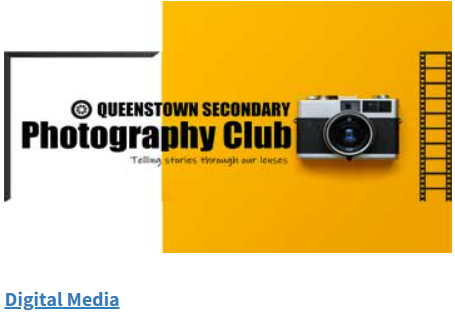 QUEENSTOWN SECONDARY
Photography Club
Telling stories through our lenses
Digital Media